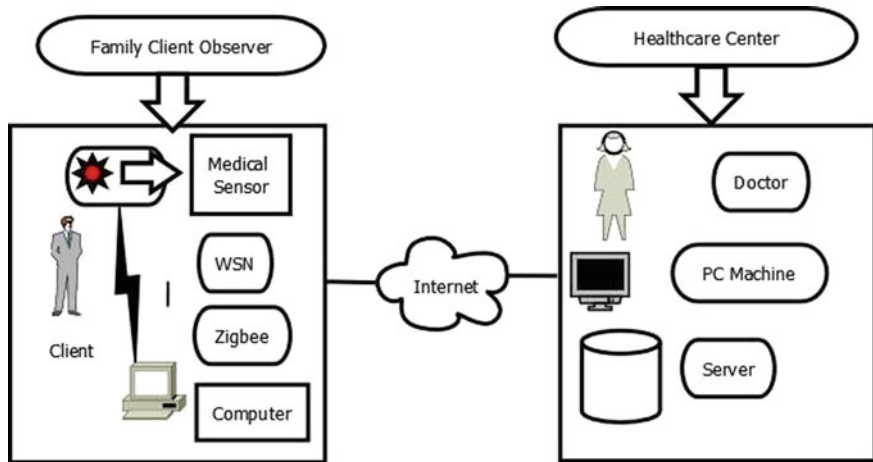 Family Client Observer
Healthcare Center
Medical
Sensor
WSN
Zigbee
Client
Computer
Internet
Doctor
PC Machine
Server